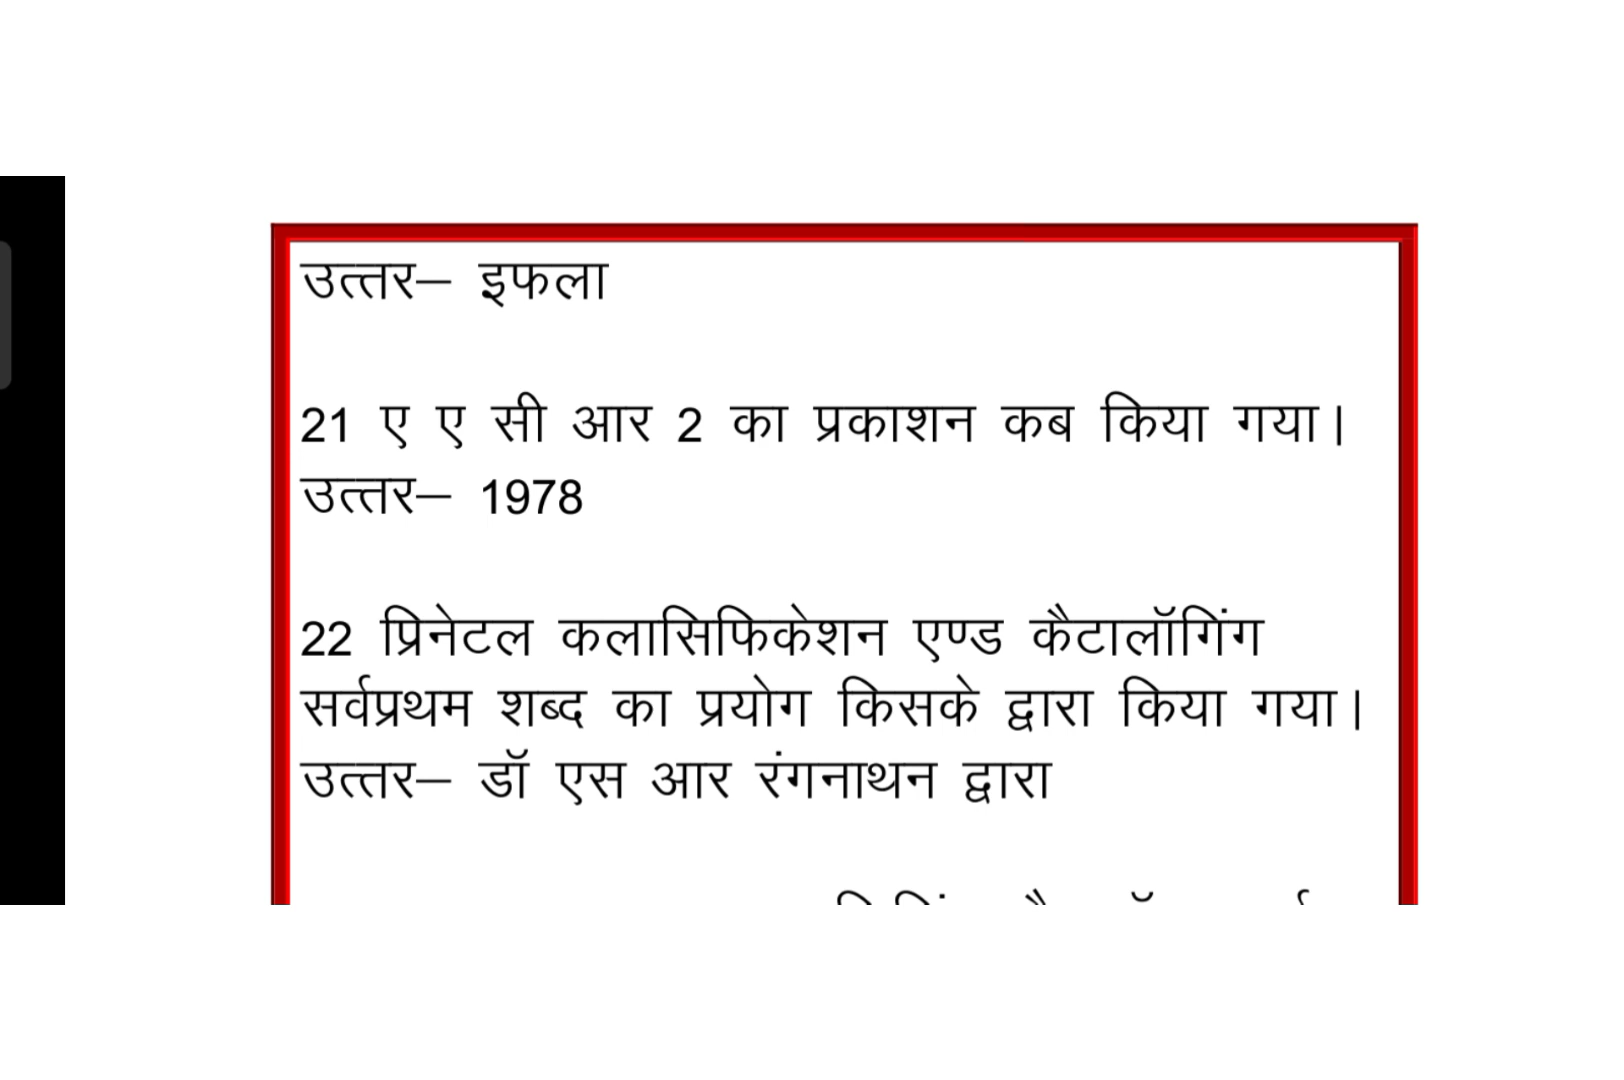 उत्तर– इफला
21 ए ए सी आर 2 का प्रकाशन कब किया गया।
उत्तर– 1978
22 प्रिनेटल कलासिफिकेशन एण्ड कैटालॉगिंग
सर्वप्रथम शब्द का प्रयोग किसके द्वारा किया गया।
उत्तर– डॉ एस आर रंगनाथन द्वारा